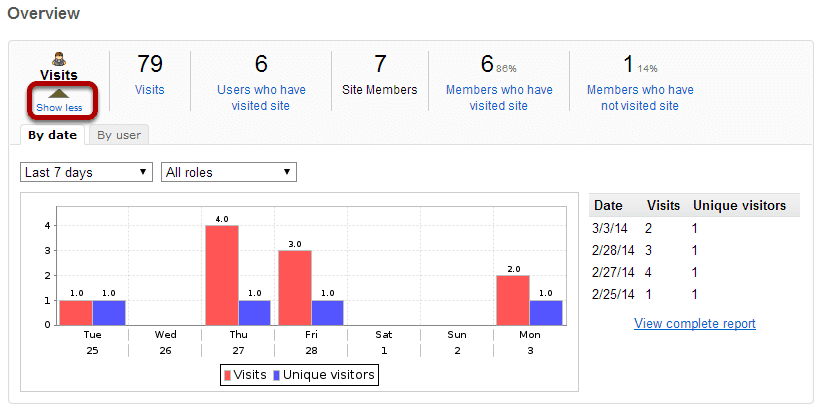 Overview
Visits
Show less
79
Visits
6
Users who have
visited site
7
Site Members
6 86%
Members who have
visited site
1 14%
Members who have
not visited site
By date
By user
Last 7 days
All roles
4
3
2
1
0
1.0
1.0
4.0
1.0
3.0
1.0
2.0
1.0
Tue Wed Thu Fri Sat Sun Mon
25 26 27 28 1 2 3
Visits Unique visitors
Date Visits Unique visitors
3/3/14 2 1
2/28/14 3 1
2/27/14 4 1
2/25/14 1 1
View complete report